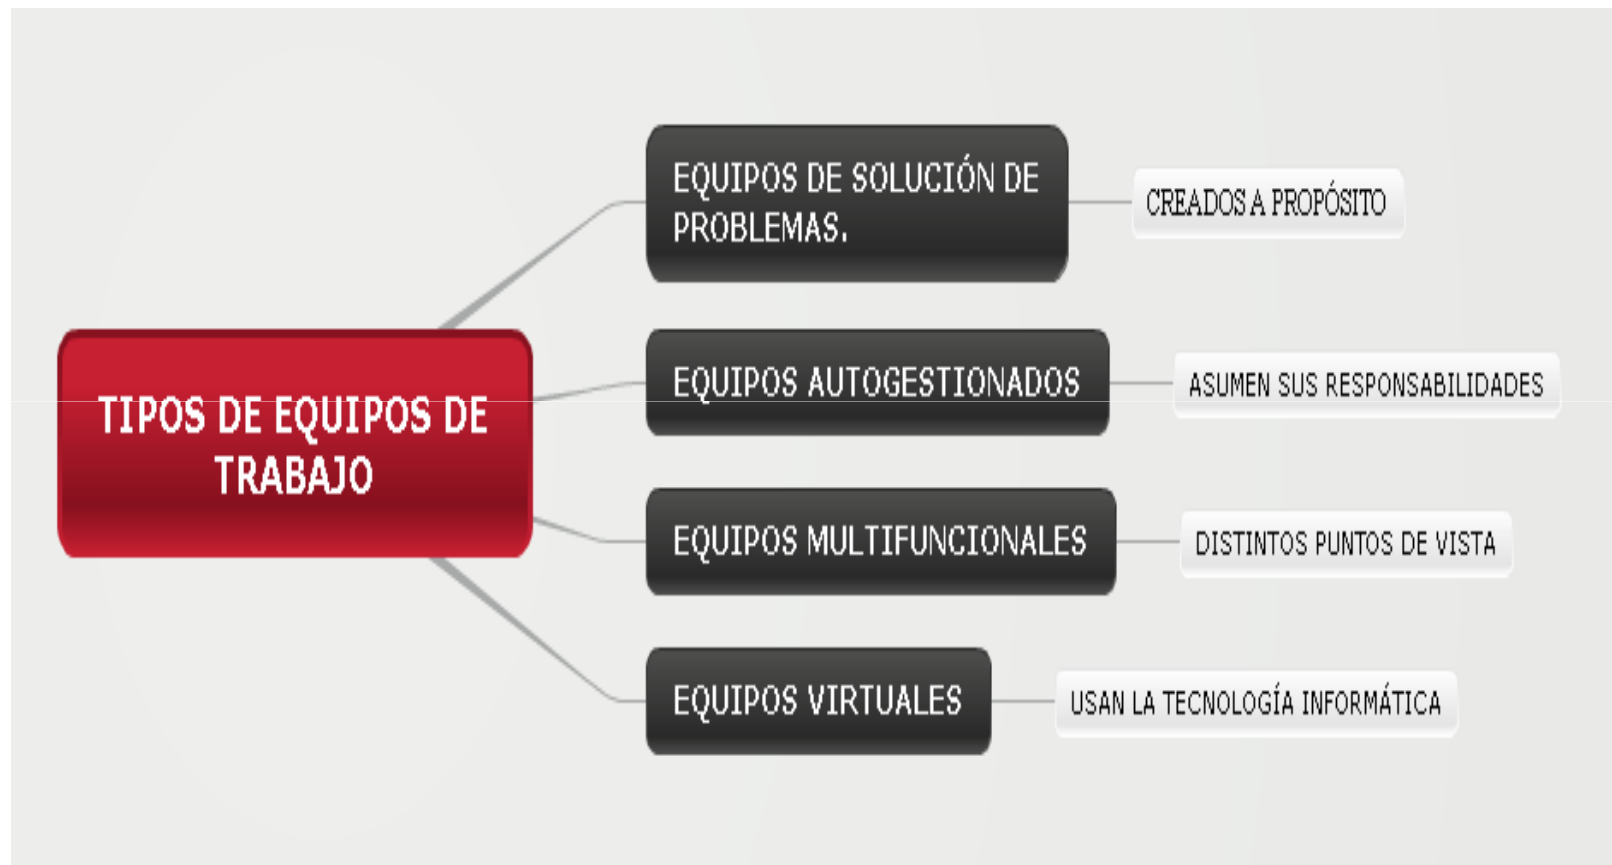 TIPOS DE EQUIPOS DE
TRABAJO
EQUIPOS DE SOLUCIÓN DE
PROBLEMAS.
CREADOS A PROPÓSITO
EQUIPOS AUTOGESTIONADOS
ASUMEN SUS RESPONSABILIDADES
EQUIPOS MULTIFUNCIONALES
DISTINTOS PUNTOS DE VISTA
EQUIPOS VIRTUALES
USAN LA TECNOLOGÍA INFORMÁTICA